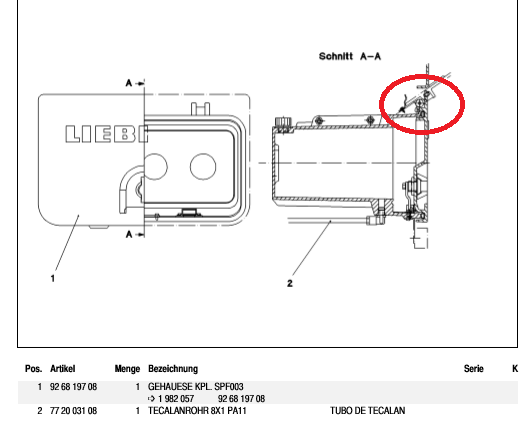 Schnitt A-A
A
LIEBE
A
1
2
Pos. Artikel Menge Bezeichnung Serie K
1 92 68 197 08 1 GEHAEUSE KPL. SPF003
➩ 1 982 057 92 68 197 08
2 77 20 031 08 1 TECALANROHR 8X1 PA11 TUBO DE TECALAN